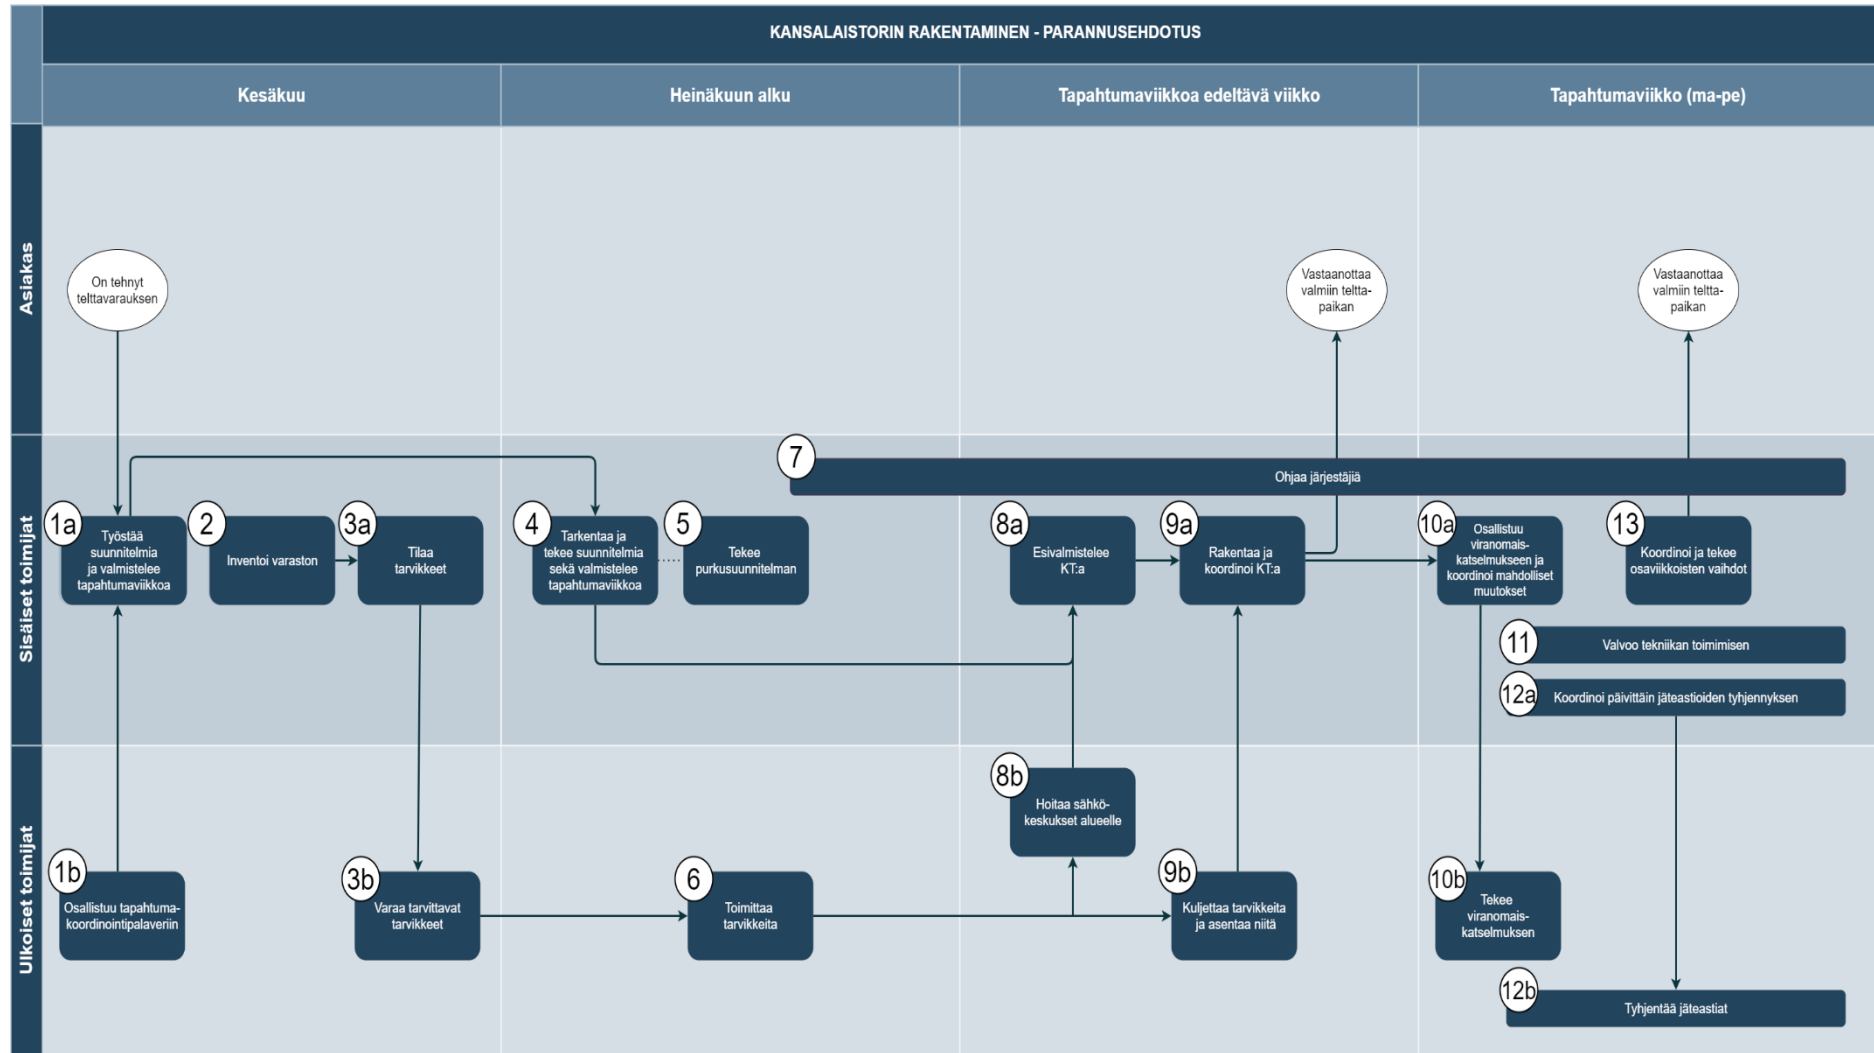 KANSALAISTORIN RAKENTAMINEN - PARANNUSEHDOTUS
Kesäkuu
Heinäkuun alku
Tapahtumaviikkoa edeltävä viikko
Tapahtumaviikko (ma-pe)
Asiakas
On tehnyt
telttavarauksen
Vastaanottaa
valmiin teltta-
paikan
Vastaanottaa
valmiin teltta-
paikan
Sisäiset toimijat
7
Ohjaa järjestäjiä
1a
Työstää
suunnitelmia
ja valmistelee
tapahtumaviikkoa
2
Inventoi varaston
3a
Tilaa
tarvikkeet
4
Tarkentaa ja
tekee suunnitelmia
sekä valmistelee
tapahtumaviikkoa
5
Tekee
purkusuunnitelman
8a
Esivalmistelee
KT:a
9a
Rakentaa ja
koordinoi KT:a
10a
Osallistuu
viranomais-
katselmukseen ja
koordinoi mahdolliset
muutokset
13
Koordinoi ja tekee
osaviikkoisten vaihdot
11
Valvoo tekniikan toimimisen
12a
Koordinoi päivittäin jäteastioiden tyhjennyksen
Ulkoiset toimijat
8b
Hoitaa sähkö-
keskukset alueelle
1b
Osallistuu tapahtuma-
koordinointipalaveriin
3b
Varaa tarvittavat
tarvikkeet
6
Toimittaa
tarvikkeita
9b
Kuljettaa tarvikkeita
ja asentaa niitä
10b
Tekee
viranomais-
katselmuksen
12b
Tyhjentää jäteastiat